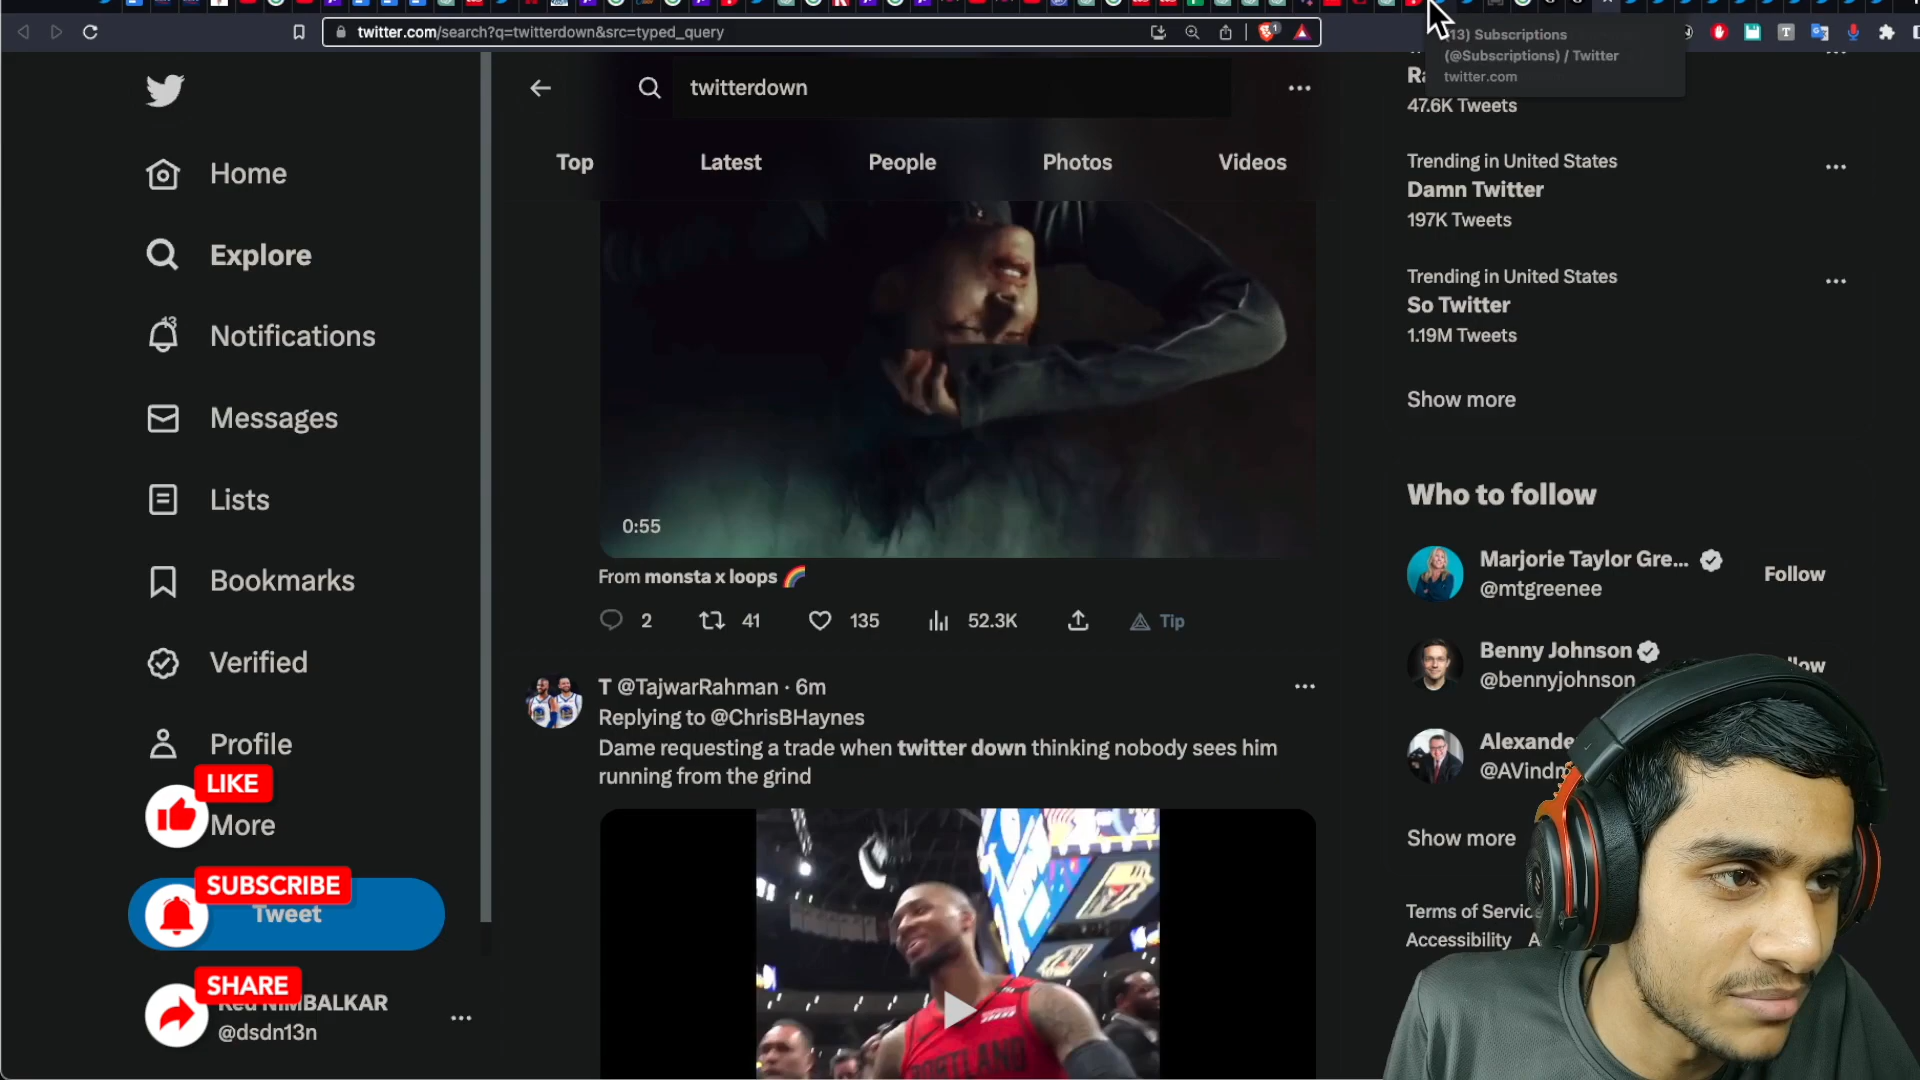 twitter.com/search?q=twitterdown&src=typed_query
13) Subscriptions
(@Subscriptions) / Twitter
twitter.com
twitterdown
Top
Latest
People
Photos
Videos
Home
Explore
13
Notifications
Messages
Lists
Bookmarks
Verified
Profile
LIKE
More
SUBSCRIBE
Tweet
SHARE
NIMBALKAR
@dsdn13n
0:55
From monsta x loops 🌈
2
41
135
52.3K
Tip
T @TajwarRahman · 6m
Replying to @ChrisBHaynes
Dame requesting a trade when twitter down thinking nobody sees him
running from the grind
PORTLAND
47.6K Tweets
Trending in United States
Damn Twitter
197K Tweets
Trending in United States
So Twitter
1.19M Tweets
Show more
Who to follow
Marjorie Taylor Gre...
@mtgreenee
Follow
Benny Johnson
@bennyjohnson
Show more
Terms of
Accessibility